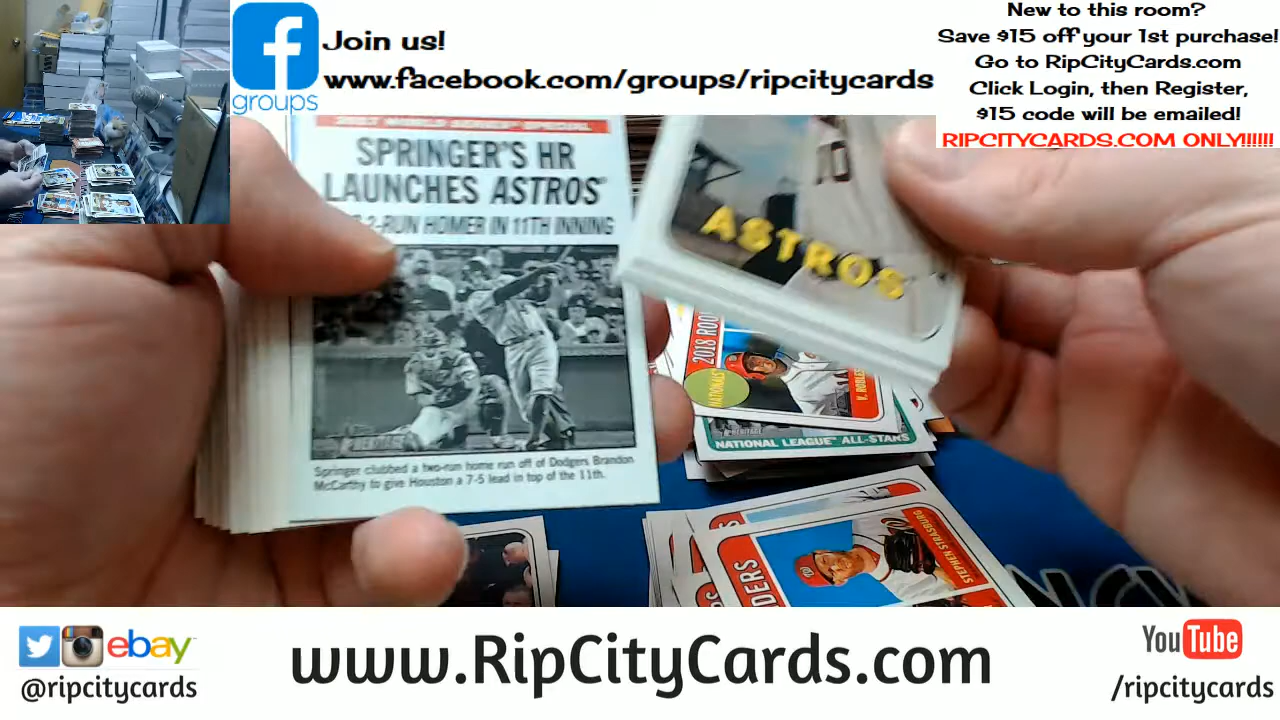 groups
Join us!
www.facebook.com/groups/ripcitycards
New to this room?
Save $15 off your 1st purchase!
Go to RipCityCards.com
Click Login, then Register,
$15 code will be emailed!
RIPCITYCARDS.COM ONLY!!!!!!
2017 WORLD SERIES SPECIAL
SPRINGER'S HR
LAUNCHES ASTROS
2-RUN HOMER IN 11TH INNING
HERITAGE
Springer clubbed a two-run home run off of Dodgers Brandon
McCarthy to give Houston a 7-5 lead in top of the 11th.
ASTROS
2018 ROO
NATIONALS
V. ROBLES
HERITAGE
NATIONAL LEAGUE ALL-STARS
DERS
STEPHEN STRASBURG
ebay
@ripcitycards
www.RipCityCards.com
YouTube
/ripcitycards